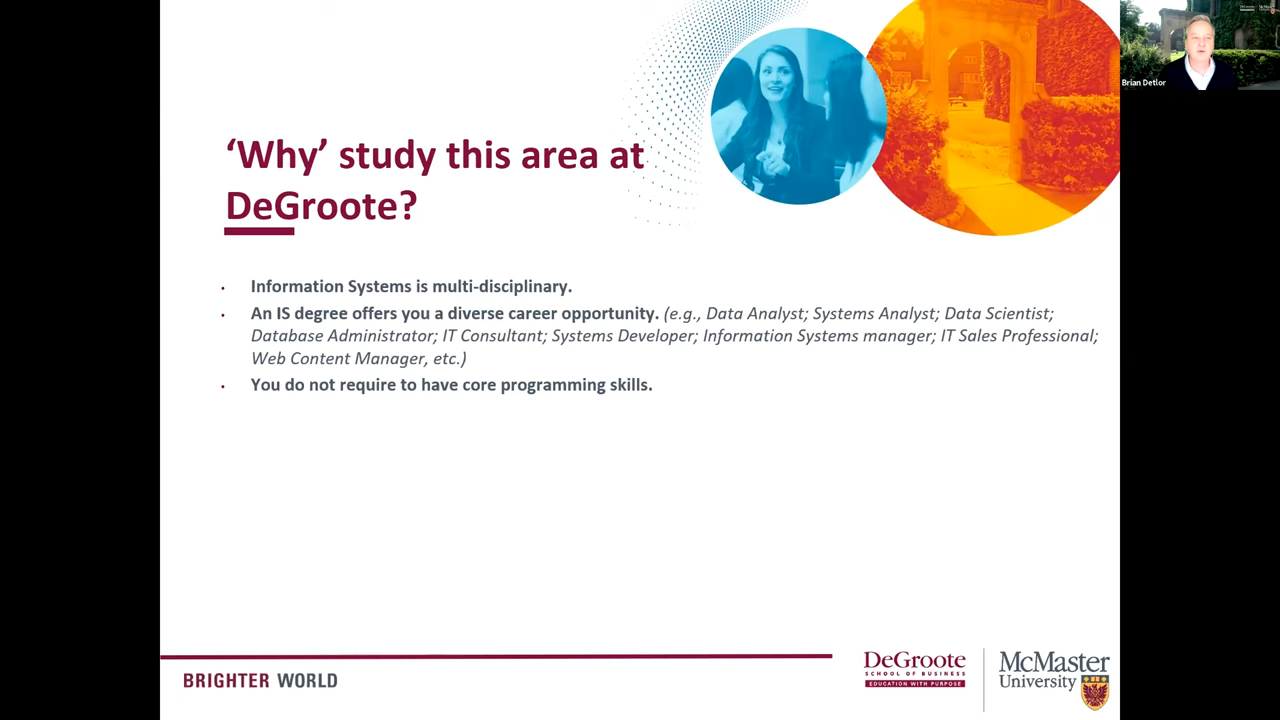 Brian Detlor
‘Why’ study this area at
DeGroote?
• Information Systems is multi-disciplinary.
• An IS degree offers you a diverse career opportunity. (e.g., Data Analyst; Systems Analyst; Data Scientist;
Database Administrator; IT Consultant; Systems Developer; Information Systems manager; IT Sales Professional;
Web Content Manager, etc.)
• You do not require to have core programming skills.
BRIGHTER WORLD
DeGroote
SCHOOL OF BUSINESS
EDUCATION WITH PURPOSE
McMaster
University